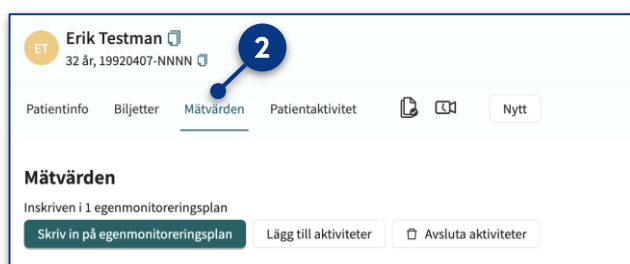 ET
Erik Testman
32 år, 19920407-NNNN
2
Patientinfo Biljetter Mätvärden Patientaktivitet Nytt
Mätvärden
Inskriven i 1 egenmonitoreringsplan
Skriv in på egenmonitoreringsplan Lägg till aktiviteter Avsluta aktiviteter